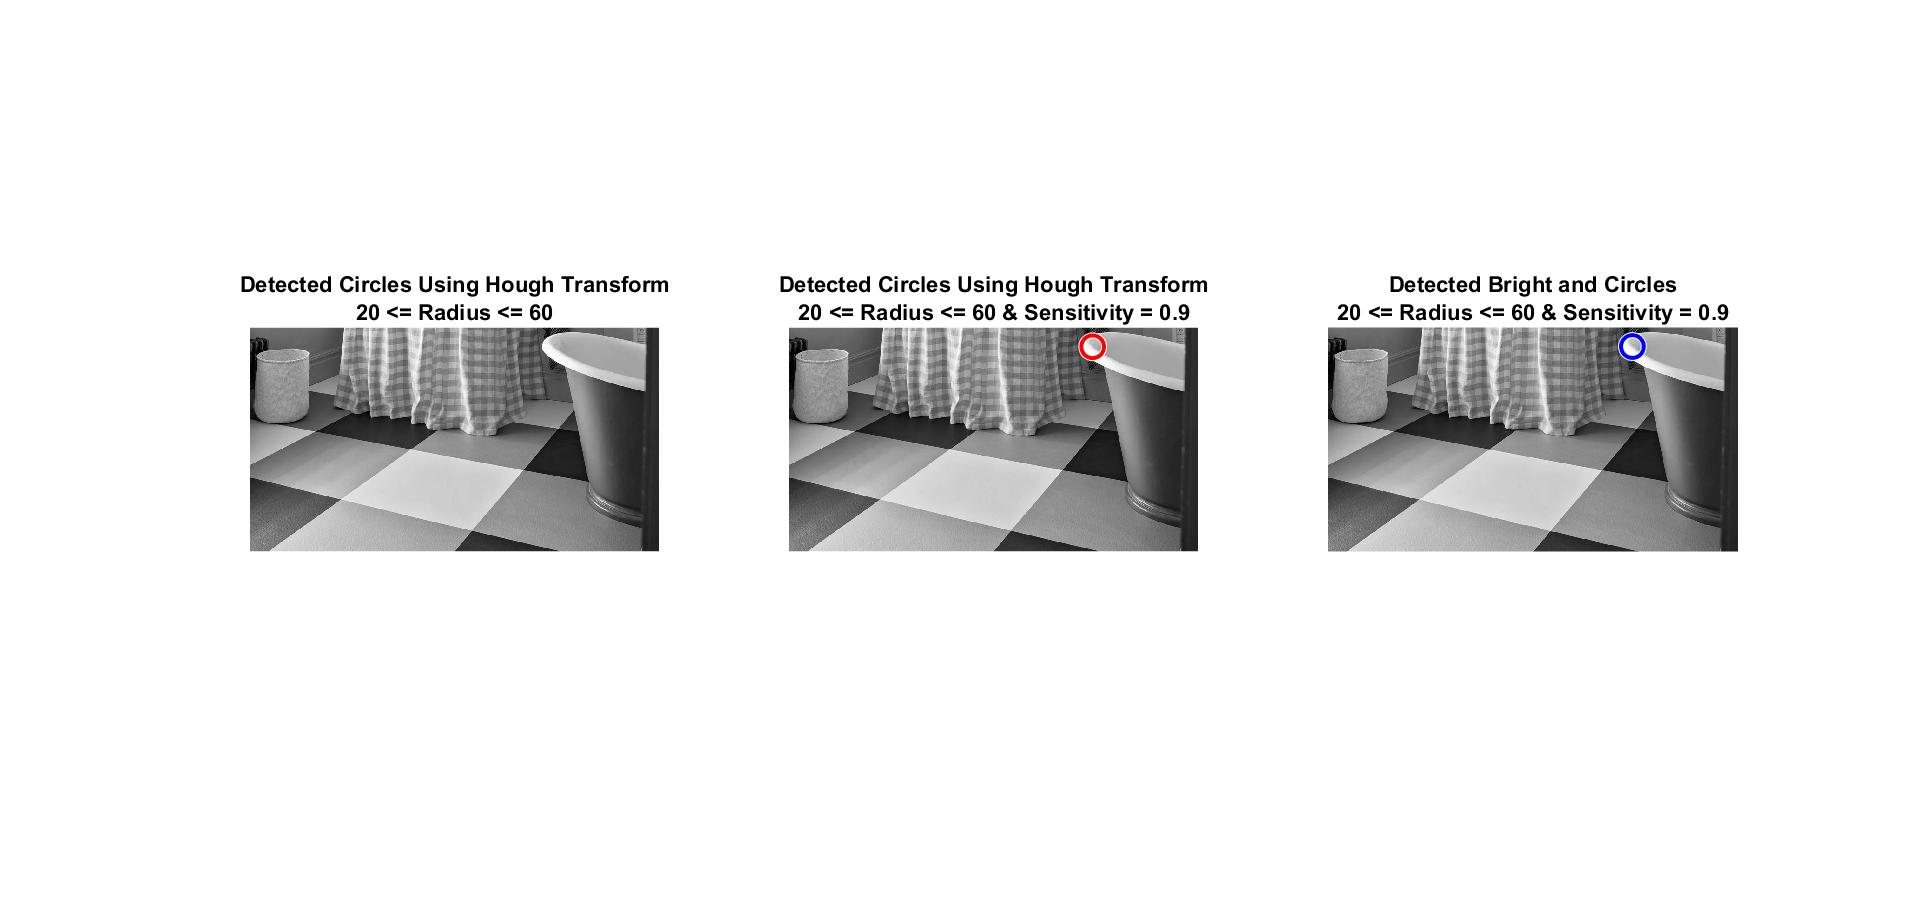 Detected Circles Using Hough Transform
20 <= Radius <= 60
Detected Circles Using Hough Transform
20 <= Radius <= 60 & Sensitivity = 0.9
Detected Bright and Circles
20 <= Radius <= 60 & Sensitivity = 0.9